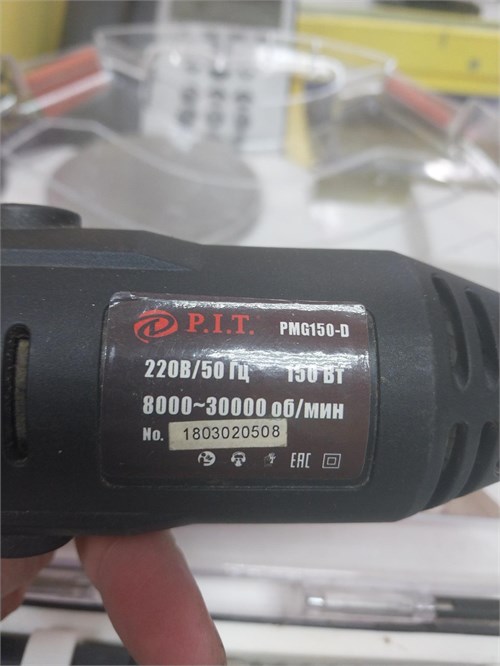 P.I.T. PMG150-D
220В/50 Гц 150 Вт
8000~30000 об/мин
No. 1803020508
EAC